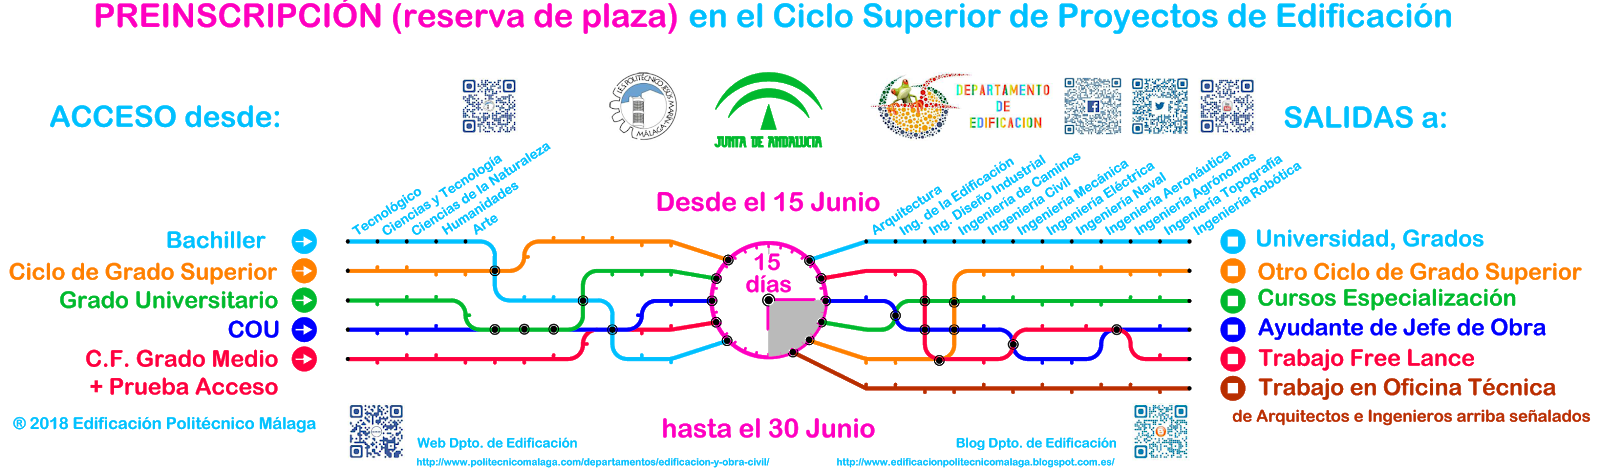 PREINSCRIPCIÓN (reserva de plaza) en el Ciclo Superior de Proyectos de Edificación
ACCESO desde:
I.E.S. POLITÉCNICO JESÚS MARÍN
MÁLAGA
JUNTA DE ANDALUCIA
DEPARTAMENTO
DE
EDIFICACION
SALIDAS a:
Tecnológico
Ciencias y Tecnología
Ciencias de la Naturaleza
Humanidades
Arte
Desde el 15 Junio
Arquitectura
Ing. de la Edificación
Ing. Diseño Industrial
Ingeniería de Caminos
Ingeniería Civil
Ingeniería Mecánica
Ingeniería Eléctrica
Ingeniería Naval
Ingeniería Aeronáutica
Ingeniería Agrónomos
Ingeniería Topografía
Ingeniería Robótica
Bachiller
Ciclo de Grado Superior
Grado Universitario
COU
C.F. Grado Medio
+ Prueba Acceso
15
días
Universidad, Grados
Otro Ciclo de Grado Superior
Cursos Especialización
Ayudante de Jefe de Obra
Trabajo Free Lance
Trabajo en Oficina Técnica
de Arquitectos e Ingenieros arriba señalados
® 2018 Edificación Politécnico Málaga
hasta el 30 Junio
Web Dpto. de Edificación
http://www.politecnicomalaga.com/departamentos/edificacion-y-obra-civil/
Blog Dpto. de Edificación
http://www.edificacionpolitecnicomalaga.blogspot.com.es/